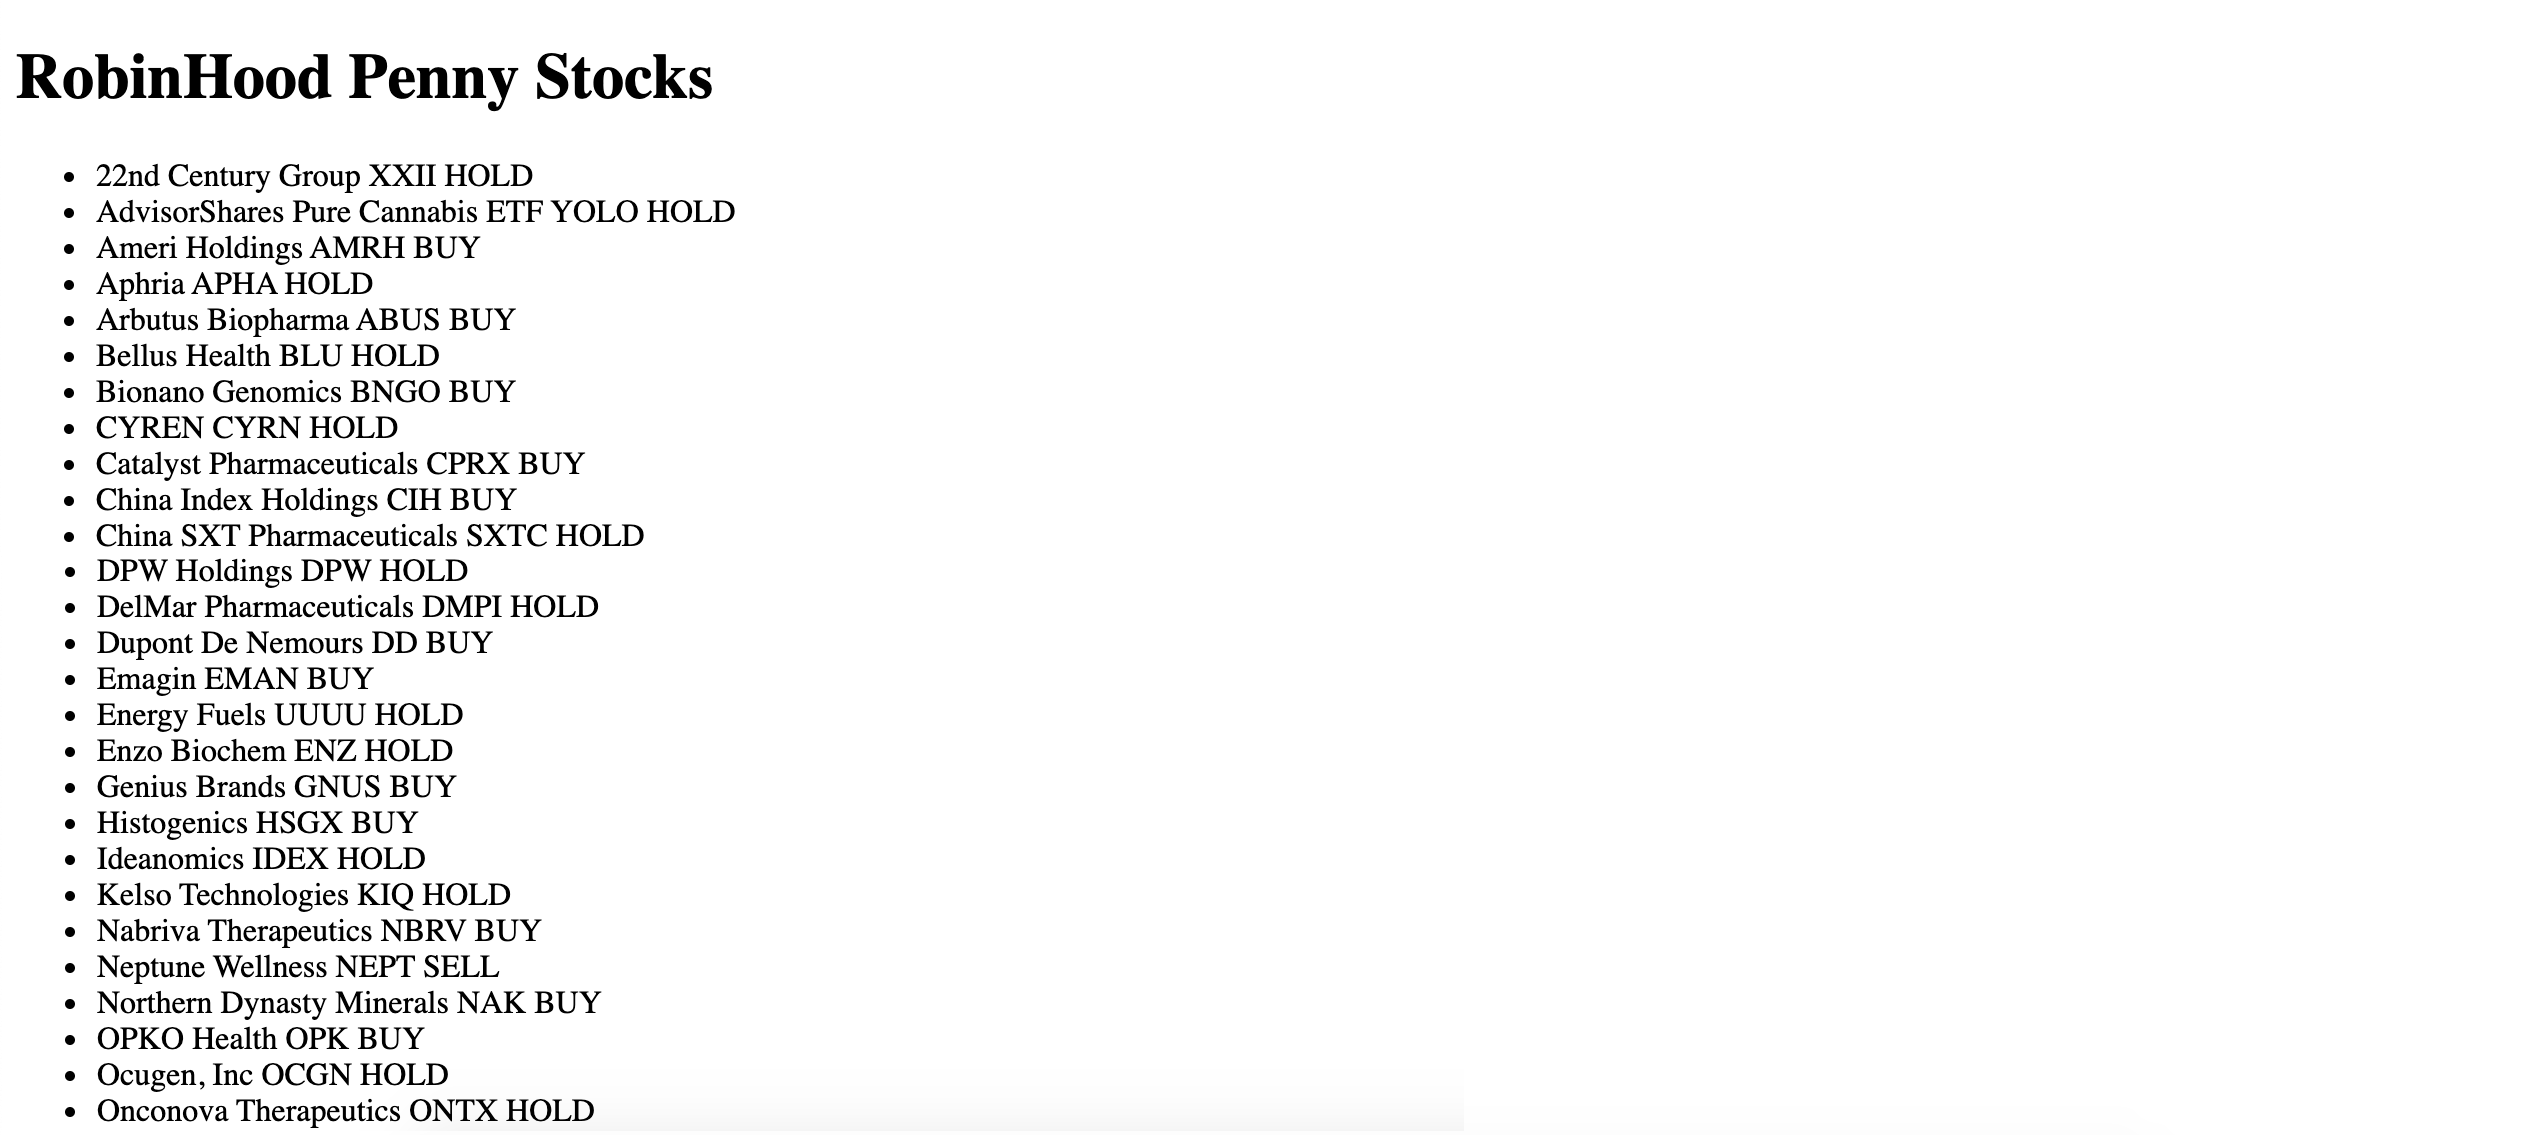 RobinHood Penny Stocks
22nd Century Group XXII HOLD
AdvisorShares Pure Cannabis ETF YOLO HOLD
Ameri Holdings AMRH BUY
Aphria APHA HOLD
Arbutus Biopharma ABUS BUY
Bellus Health BLU HOLD
Bionano Genomics BNGO BUY
CYREN CYRN HOLD
Catalyst Pharmaceuticals CPRX BUY
China Index Holdings CIH BUY
China SXT Pharmaceuticals SXTC HOLD
DPW Holdings DPW HOLD
DelMar Pharmaceuticals DMPI HOLD
Dupont De Nemours DD BUY
Emagin EMAN BUY
Energy Fuels UUUU HOLD
Enzo Biochem ENZ HOLD
Genius Brands GNUS BUY
Histogenics HSGX BUY
Ideanomics IDEX HOLD
Kelso Technologies KIQ HOLD
Nabriva Therapeutics NBRV BUY
Neptune Wellness NEPT SELL
Northern Dynasty Minerals NAK BUY
OPKO Health OPK BUY
Ocugen, Inc OCGN HOLD
Onconova Therapeutics ONTX HOLD